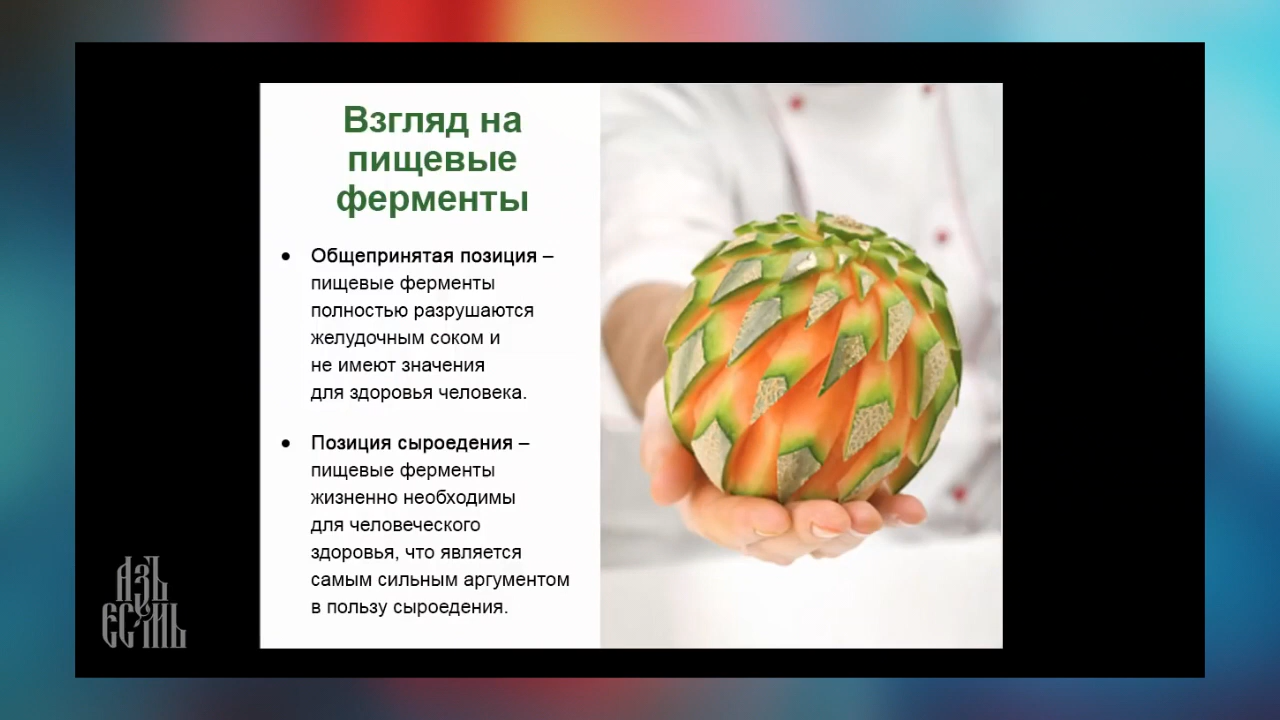 Взгляд на
пищевые
ферменты
● Общепринятая позиция –
пищевые ферменты
полностью разрушаются
желудочным соком и
не имеют значения
для здоровья человека.
● Позиция сыроедения –
пищевые ферменты
жизненно необходимы
для человеческого
здоровья, что является
самым сильным аргументом
в пользу сыроедения.
АЗЪ
ЕСМЬ